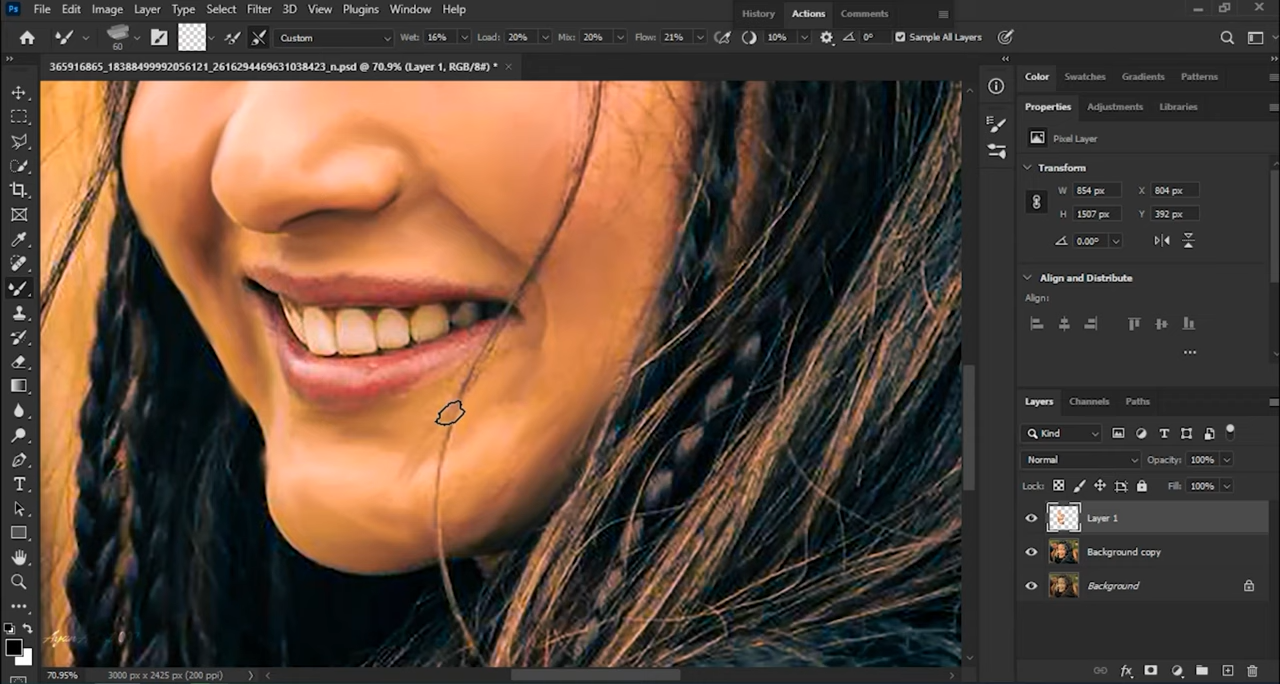 Ps File Edit Image Layer Type Select Filter 3D View Plugins Window Help
History Actions Comments
60 Custom Wet: 16% Load: 20% Mix: 20% Flow: 21% 10% 0° Sample All Layers
365916865_18388499992056121_2616294469631038423_n.psd @ 70.9% (Layer 1, RGB/8#) *
Color Swatches Gradients Patterns
Properties Adjustments Libraries
Pixel Layer
Transform
W 854 px X 804 px
H 1507 px Y 392 px
0.00°
Align and Distribute
Align:
Layers Channels Paths
Kind
Normal Opacity: 100%
Lock: Fill: 100%
Layer 1
Background copy
Background
70.95% 3000 px x 2425 px (200 ppi)